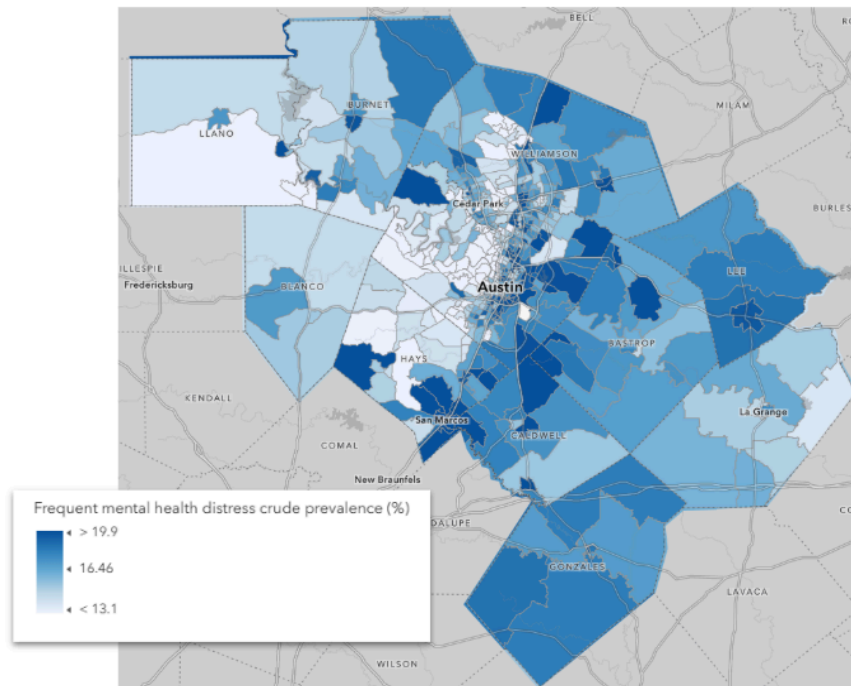 BELL
MILAM
BURNET
LLANO
WILLIAMSON
Cedar Park
BURLES
LEE
GILLESPIE
Fredericksburg
BLANCO
Austin
BASTROP
HAYS
KENDALL
La Grange
San Marcos
COMAL
CALDWELL
New Braunfels
Frequent mental health distress crude prevalence (%)
> 19.9
16.46
< 13.1
DALUPE
GONZALES
LAVACA
WILSON